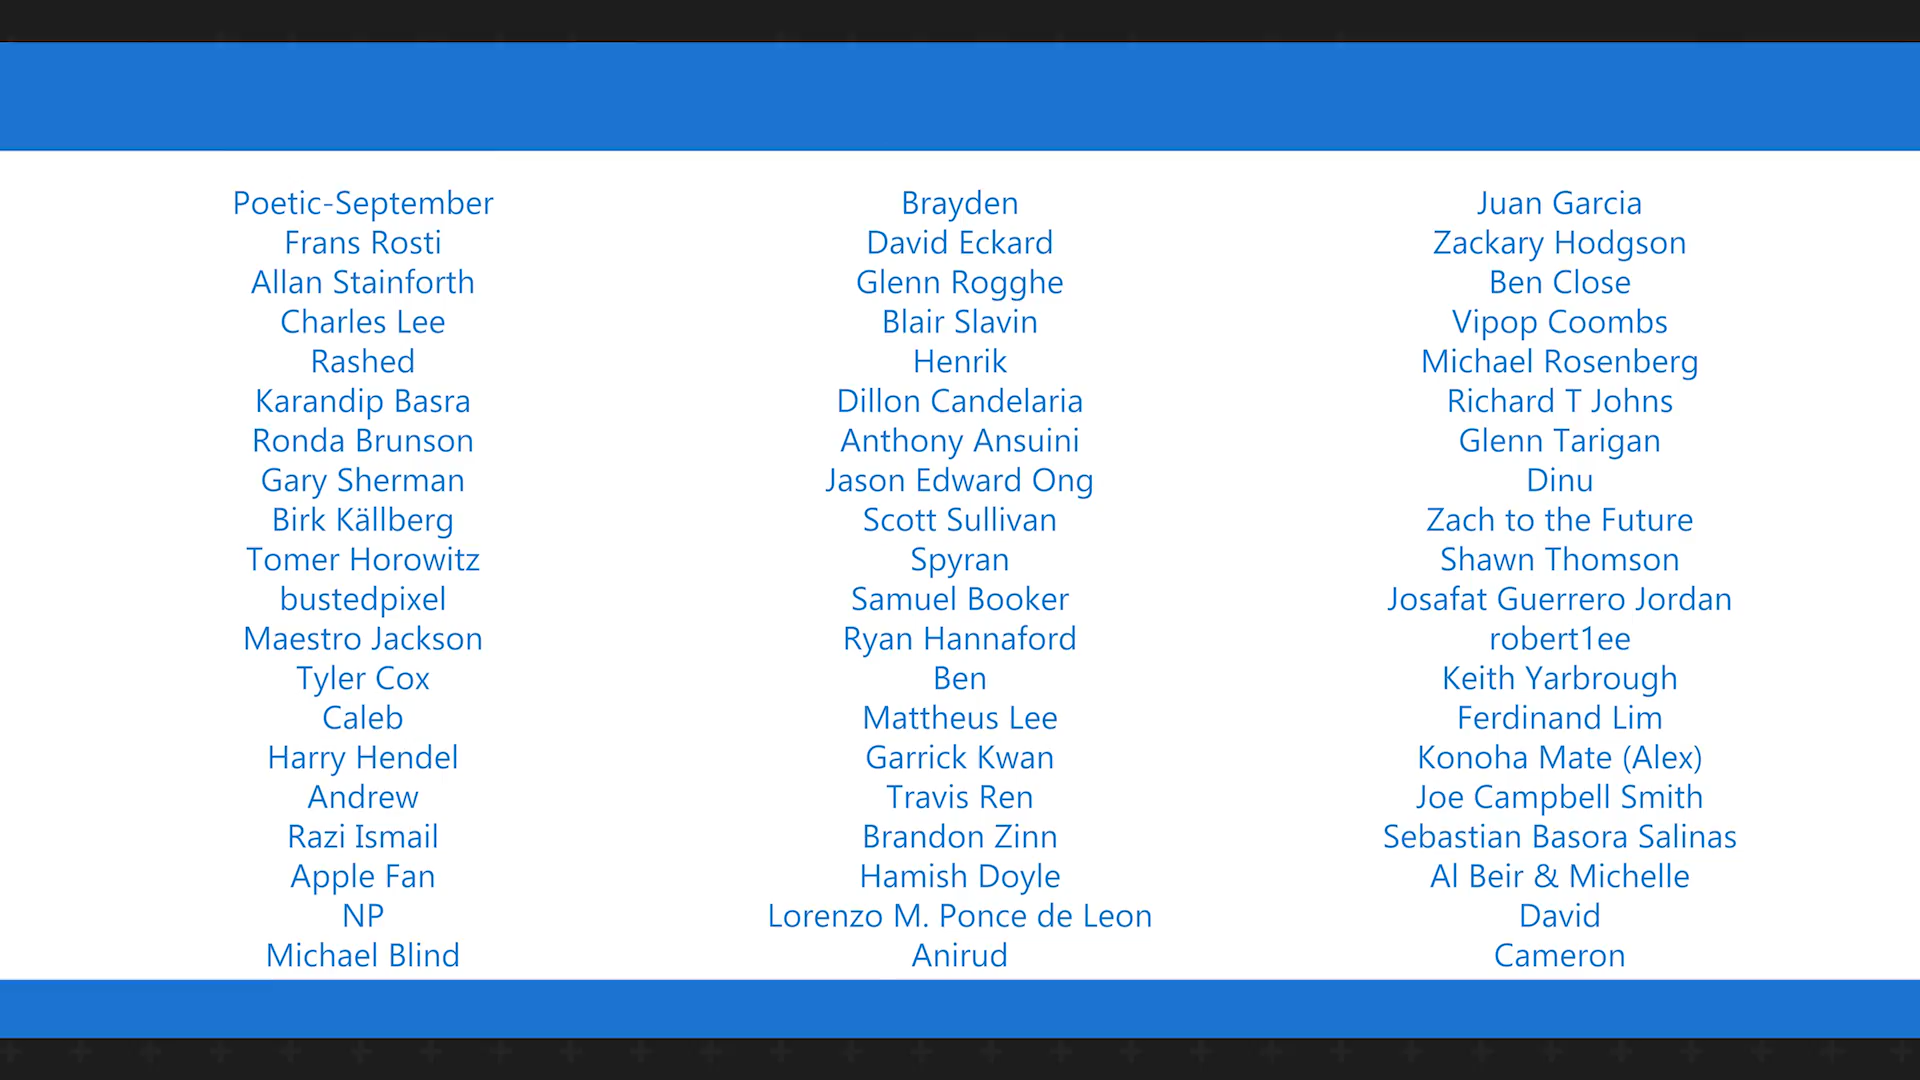 Poetic-September
Frans Rosti
Allan Stainforth
Charles Lee
Rashed
Karandip Basra
Ronda Brunson
Gary Sherman
Birk Källberg
Tomer Horowitz
bustedpixel
Maestro Jackson
Tyler Cox
Caleb
Harry Hendel
Andrew
Razi Ismail
Apple Fan
NP
Michael Blind
Brayden
David Eckard
Glenn Rogghe
Blair Slavin
Henrik
Dillon Candelaria
Anthony Ansuini
Jason Edward Ong
Scott Sullivan
Spyran
Samuel Booker
Ryan Hannaford
Ben
Mattheus Lee
Garrick Kwan
Travis Ren
Brandon Zinn
Hamish Doyle
Lorenzo M. Ponce de Leon
Anirud
Juan Garcia
Zackary Hodgson
Ben Close
Vipop Coombs
Michael Rosenberg
Richard T Johns
Glenn Tarigan
Dinu
Zach to the Future
Shawn Thomson
Josafat Guerrero Jordan
robert1ee
Keith Yarbrough
Ferdinand Lim
Konoha Mate (Alex)
Joe Campbell Smith
Sebastian Basora Salinas
Al Beir & Michelle
David
Cameron